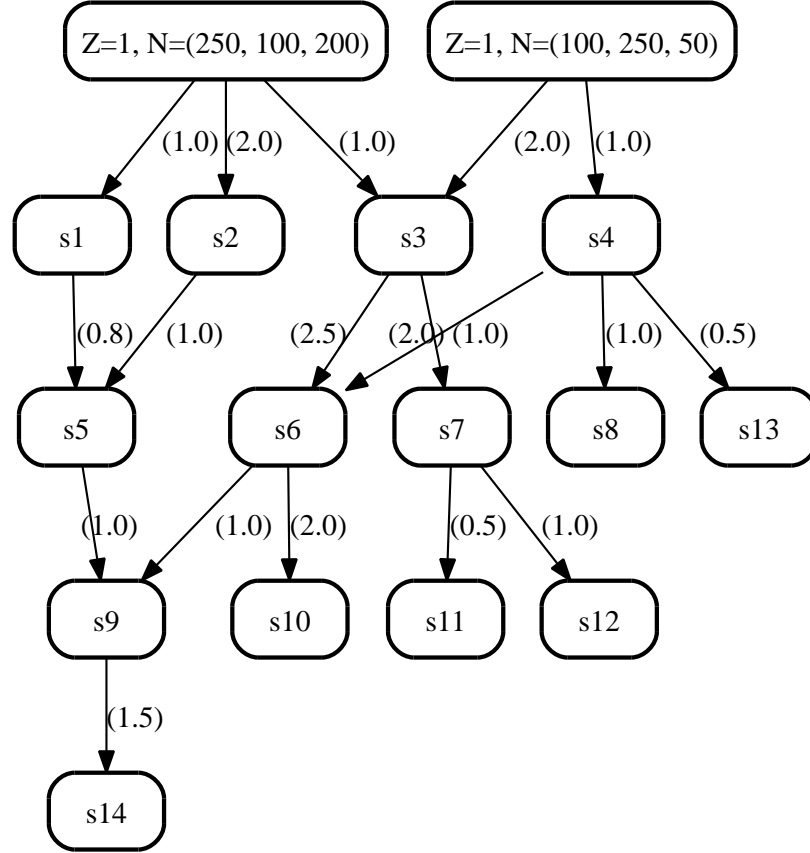 Z=1, N=(250, 100, 200) Z=1, N=(100, 250, 50)
(1.0) (2.0) (1.0) (2.0) (1.0)
s1 s2 s3 s4
(0.8) (1.0) (2.5) (2.0) (1.0) (1.0) (0.5)
s5 s6 s7 s8 s13
(1.0) (1.0) (2.0) (0.5) (1.0)
s9 s10 s11 s12
(1.5)
s14